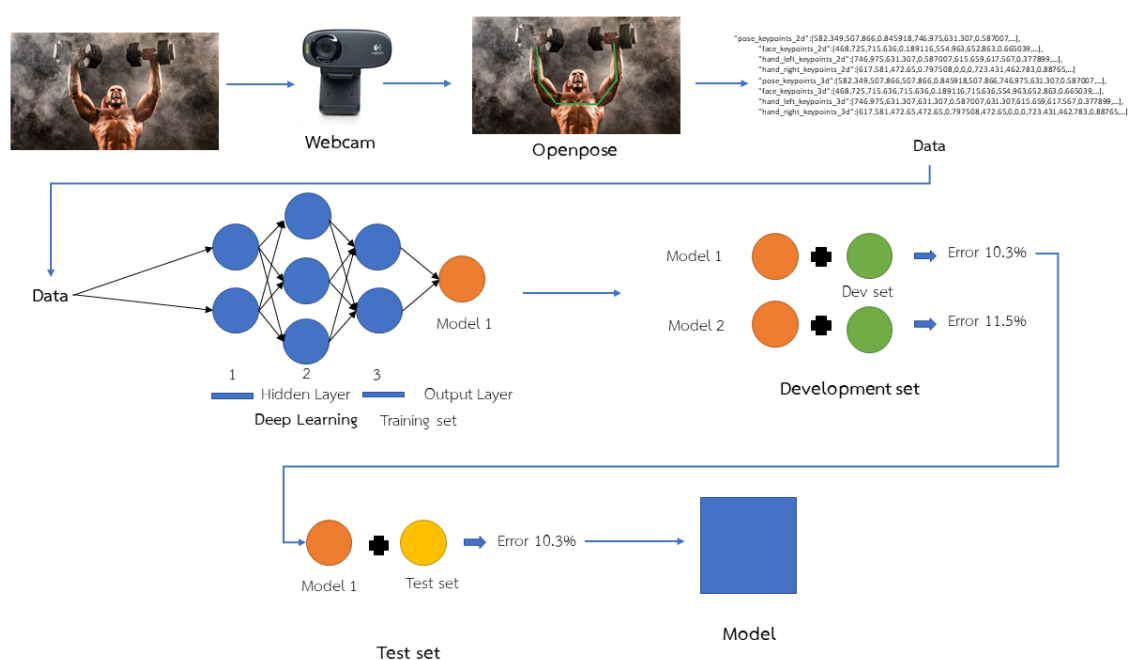 "pose_keypoints_2d":[582.349,507.866,0.845918,746.975,631.307,0.587007,...],
"face_keypoints_2d":[468.725,715.636,0.189116,554.963,652.863,0.665039,...],
"hand_left_keypoints_2d":[746.975,631.307,0.587007,615.659,617.567,0.377899,...],
"hand_right_keypoints_2d":[617.581,472.65,0.797508,0,0,0,723.431,462.783,0.88765,...]
"pose_keypoints_3d":[582.349,507.866,507.866,0.845918,507.866,746.975,631.307,0.587007,...],
"face_keypoints_3d":[468.725,715.636,715.636,0.189116,715.636,554.963,652.863,0.665039,...],
"hand_left_keypoints_3d":[746.975,631.307,631.307,0.587007,631.307,615.659,617.567,0.377899,...],
"hand_right_keypoints_3d":[617.581,472.65,472.65,0.797508,472.65,0,0,0,723.431,462.783,0.88765,...]
Webcam
Openpose
Data
Data
Model 1
1 2 3
Hidden Layer Output Layer
Deep Learning Training set
Model 1 Error 10.3%
Dev set
Model 2 Error 11.5%
Development set
Error 10.3%
Model 1 Test set
Test set
Model